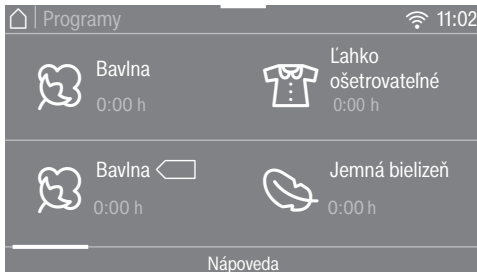 Programy 11:02
Bavlna
0:00 h
Ľahko
ošetrovateľné
0:00 h
Bavlna
0:00 h
Jemná bielizeň
0:00 h
Nápoveda